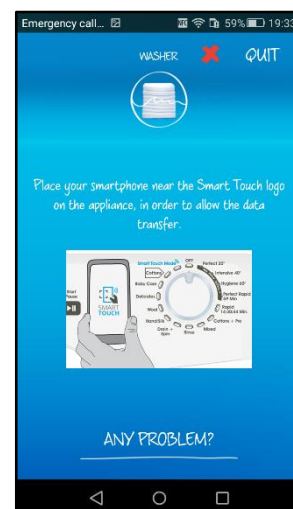 Emergency call... 59% 19:33
WASHER QUIT
Place your smartphone near the Smart Touch logo
on the appliance, in order to allow the data
transfer.
Smart Touch Mode
OFF
Cottons
Perfect 20°
Baby Care
Intensive 40°
Delicates
Hygiene 60°
Wool
Perfect Rapid
59 Min
Start
Pause
SMART
TOUCH
Rapid
14.30.44 Min.
Drain +
Spin
Rinse
Mixed
Cottons + Pre
ANY PROBLEM?